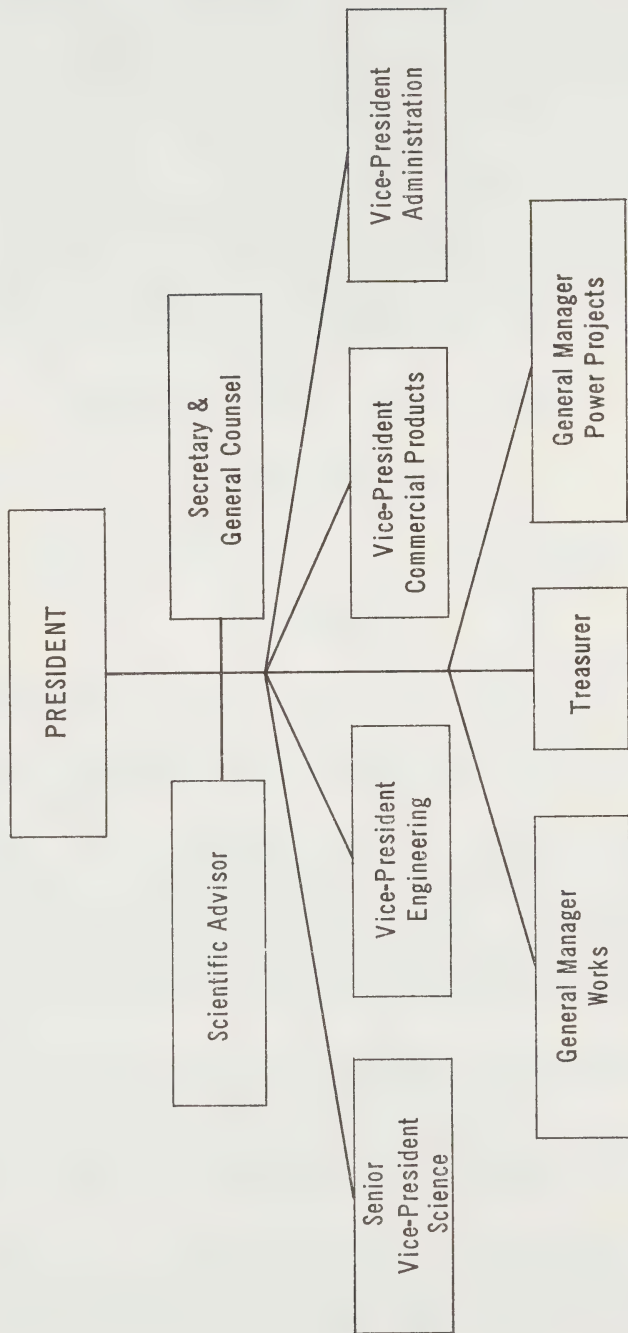 PRESIDENT
Scientific Advisor
Secretary &
General Counsel
Senior
Vice-President
Science
Vice-President
Engineering
Vice-President
Commercial Products
Vice-President
Administration
General Manager
Works
Treasurer
General Manager
Power Projects